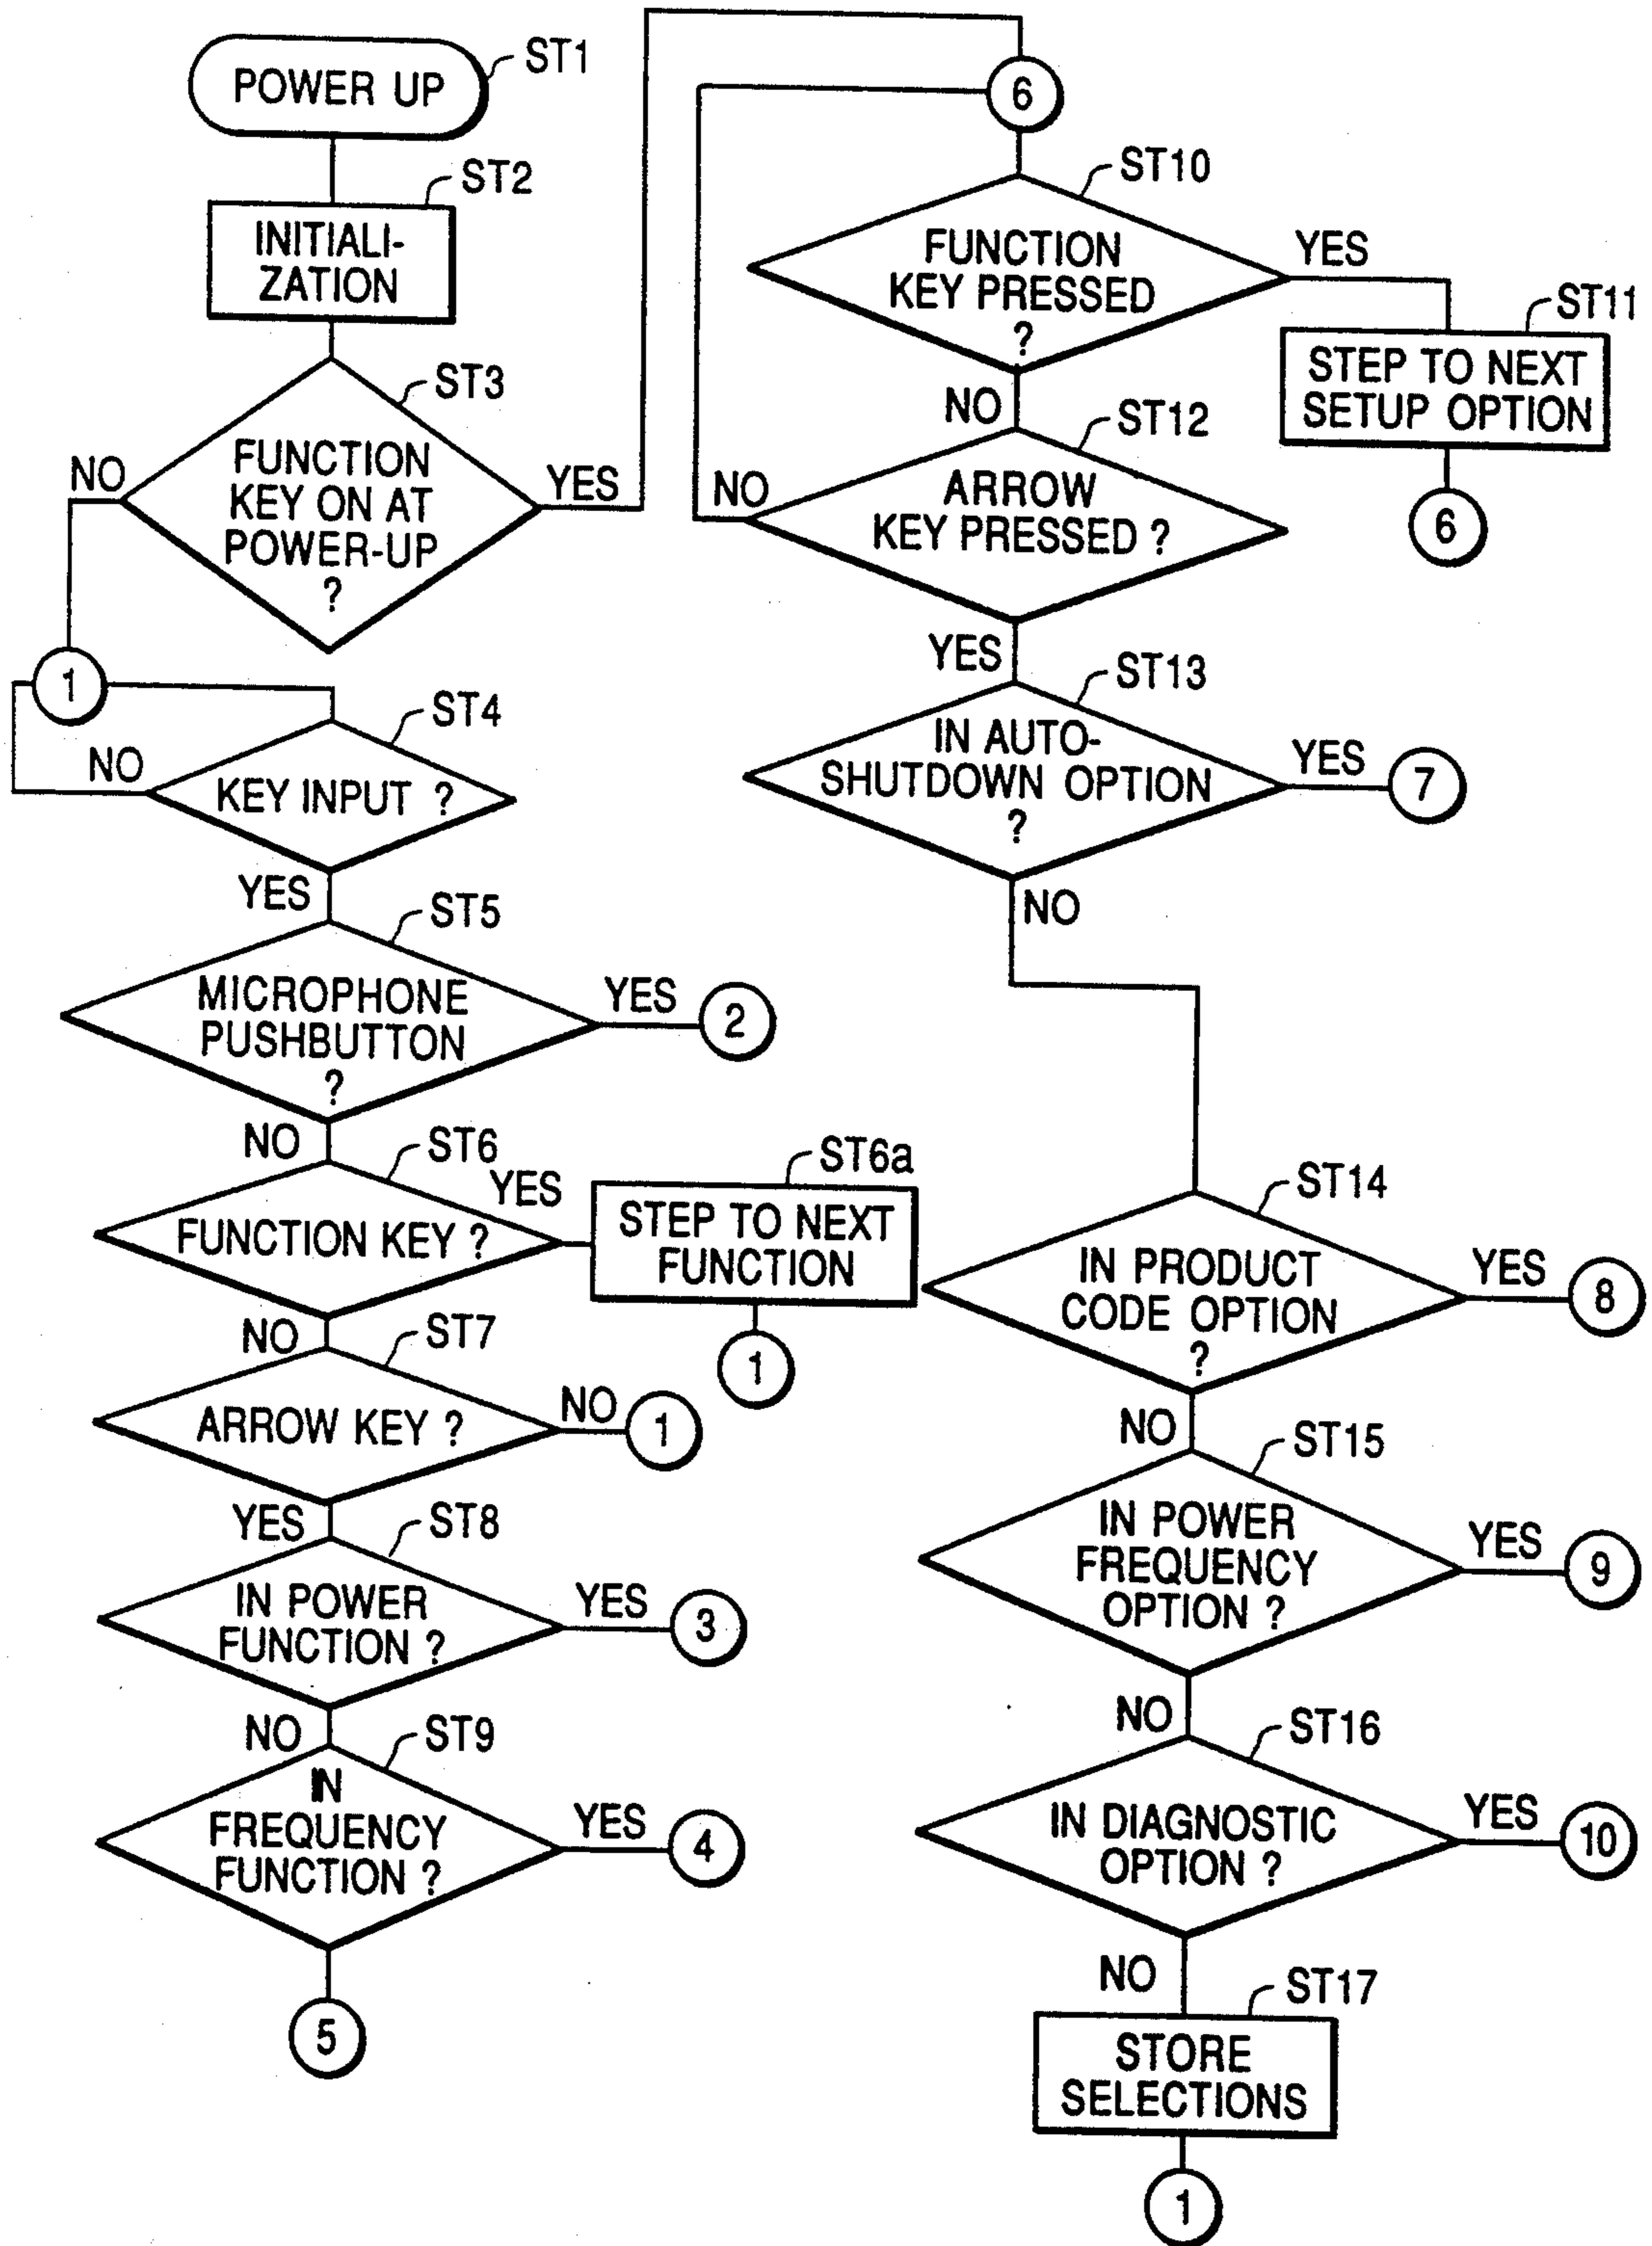 POWER UP
ST1
ST2
INITIALI-
ZATION
ST3
FUNCTION
KEY ON AT
POWER-UP
?
NO
YES
1
ST4
NO
KEY INPUT ?
YES
ST5
MICROPHONE
PUSHBUTTON
?
YES
2
NO
ST6
FUNCTION KEY ?
YES
ST6a
STEP TO NEXT
FUNCTION
1
NO
ST7
ARROW KEY ?
NO
1
YES
ST8
IN POWER
FUNCTION ?
YES
3
NO
ST9
IN
FREQUENCY
FUNCTION ?
YES
4
5
6
ST10
FUNCTION
KEY PRESSED
?
YES
ST11
STEP TO NEXT
SETUP OPTION
6
NO
ST12
NO
ARROW
KEY PRESSED ?
YES
ST13
IN AUTO-
SHUTDOWN OPTION
?
YES
7
NO
ST14
IN PRODUCT
CODE OPTION
?
YES
8
NO
ST15
IN POWER
FREQUENCY
OPTION ?
YES
9
NO
ST16
IN DIAGNOSTIC
OPTION ?
YES
10
NO
ST17
STORE
SELECTIONS
1